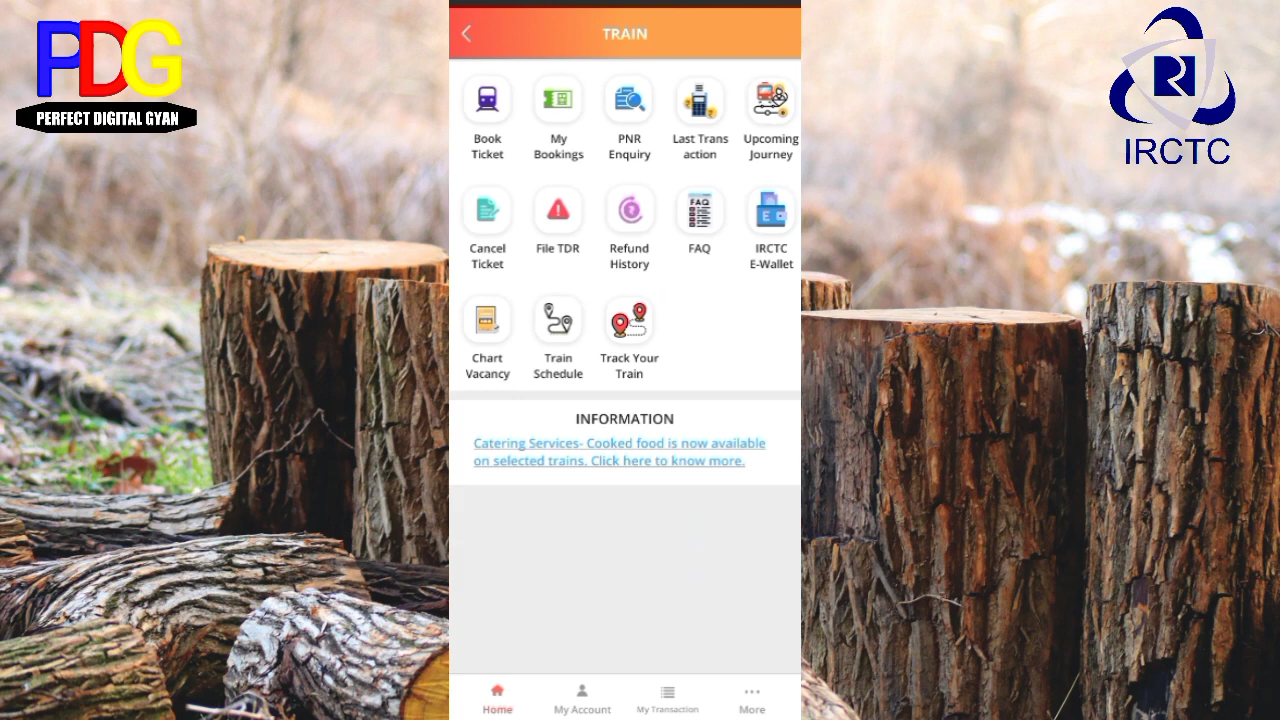 PDG
PERFECT DIGITAL GYAN
TRAIN
IRCTC
Book
Ticket
My
Bookings
PNR
Enquiry
Last Trans
action
Upcoming
Journey
Cancel
Ticket
File TDR
Refund
History
FAQ
FAQ
IRCTC
E-Wallet
E
Chart
Vacancy
Train
Schedule
Track Your
Train
INFORMATION
Catering Services- Cooked food is now available
on selected trains. Click here to know more.
Home
My Account
My Transaction
More